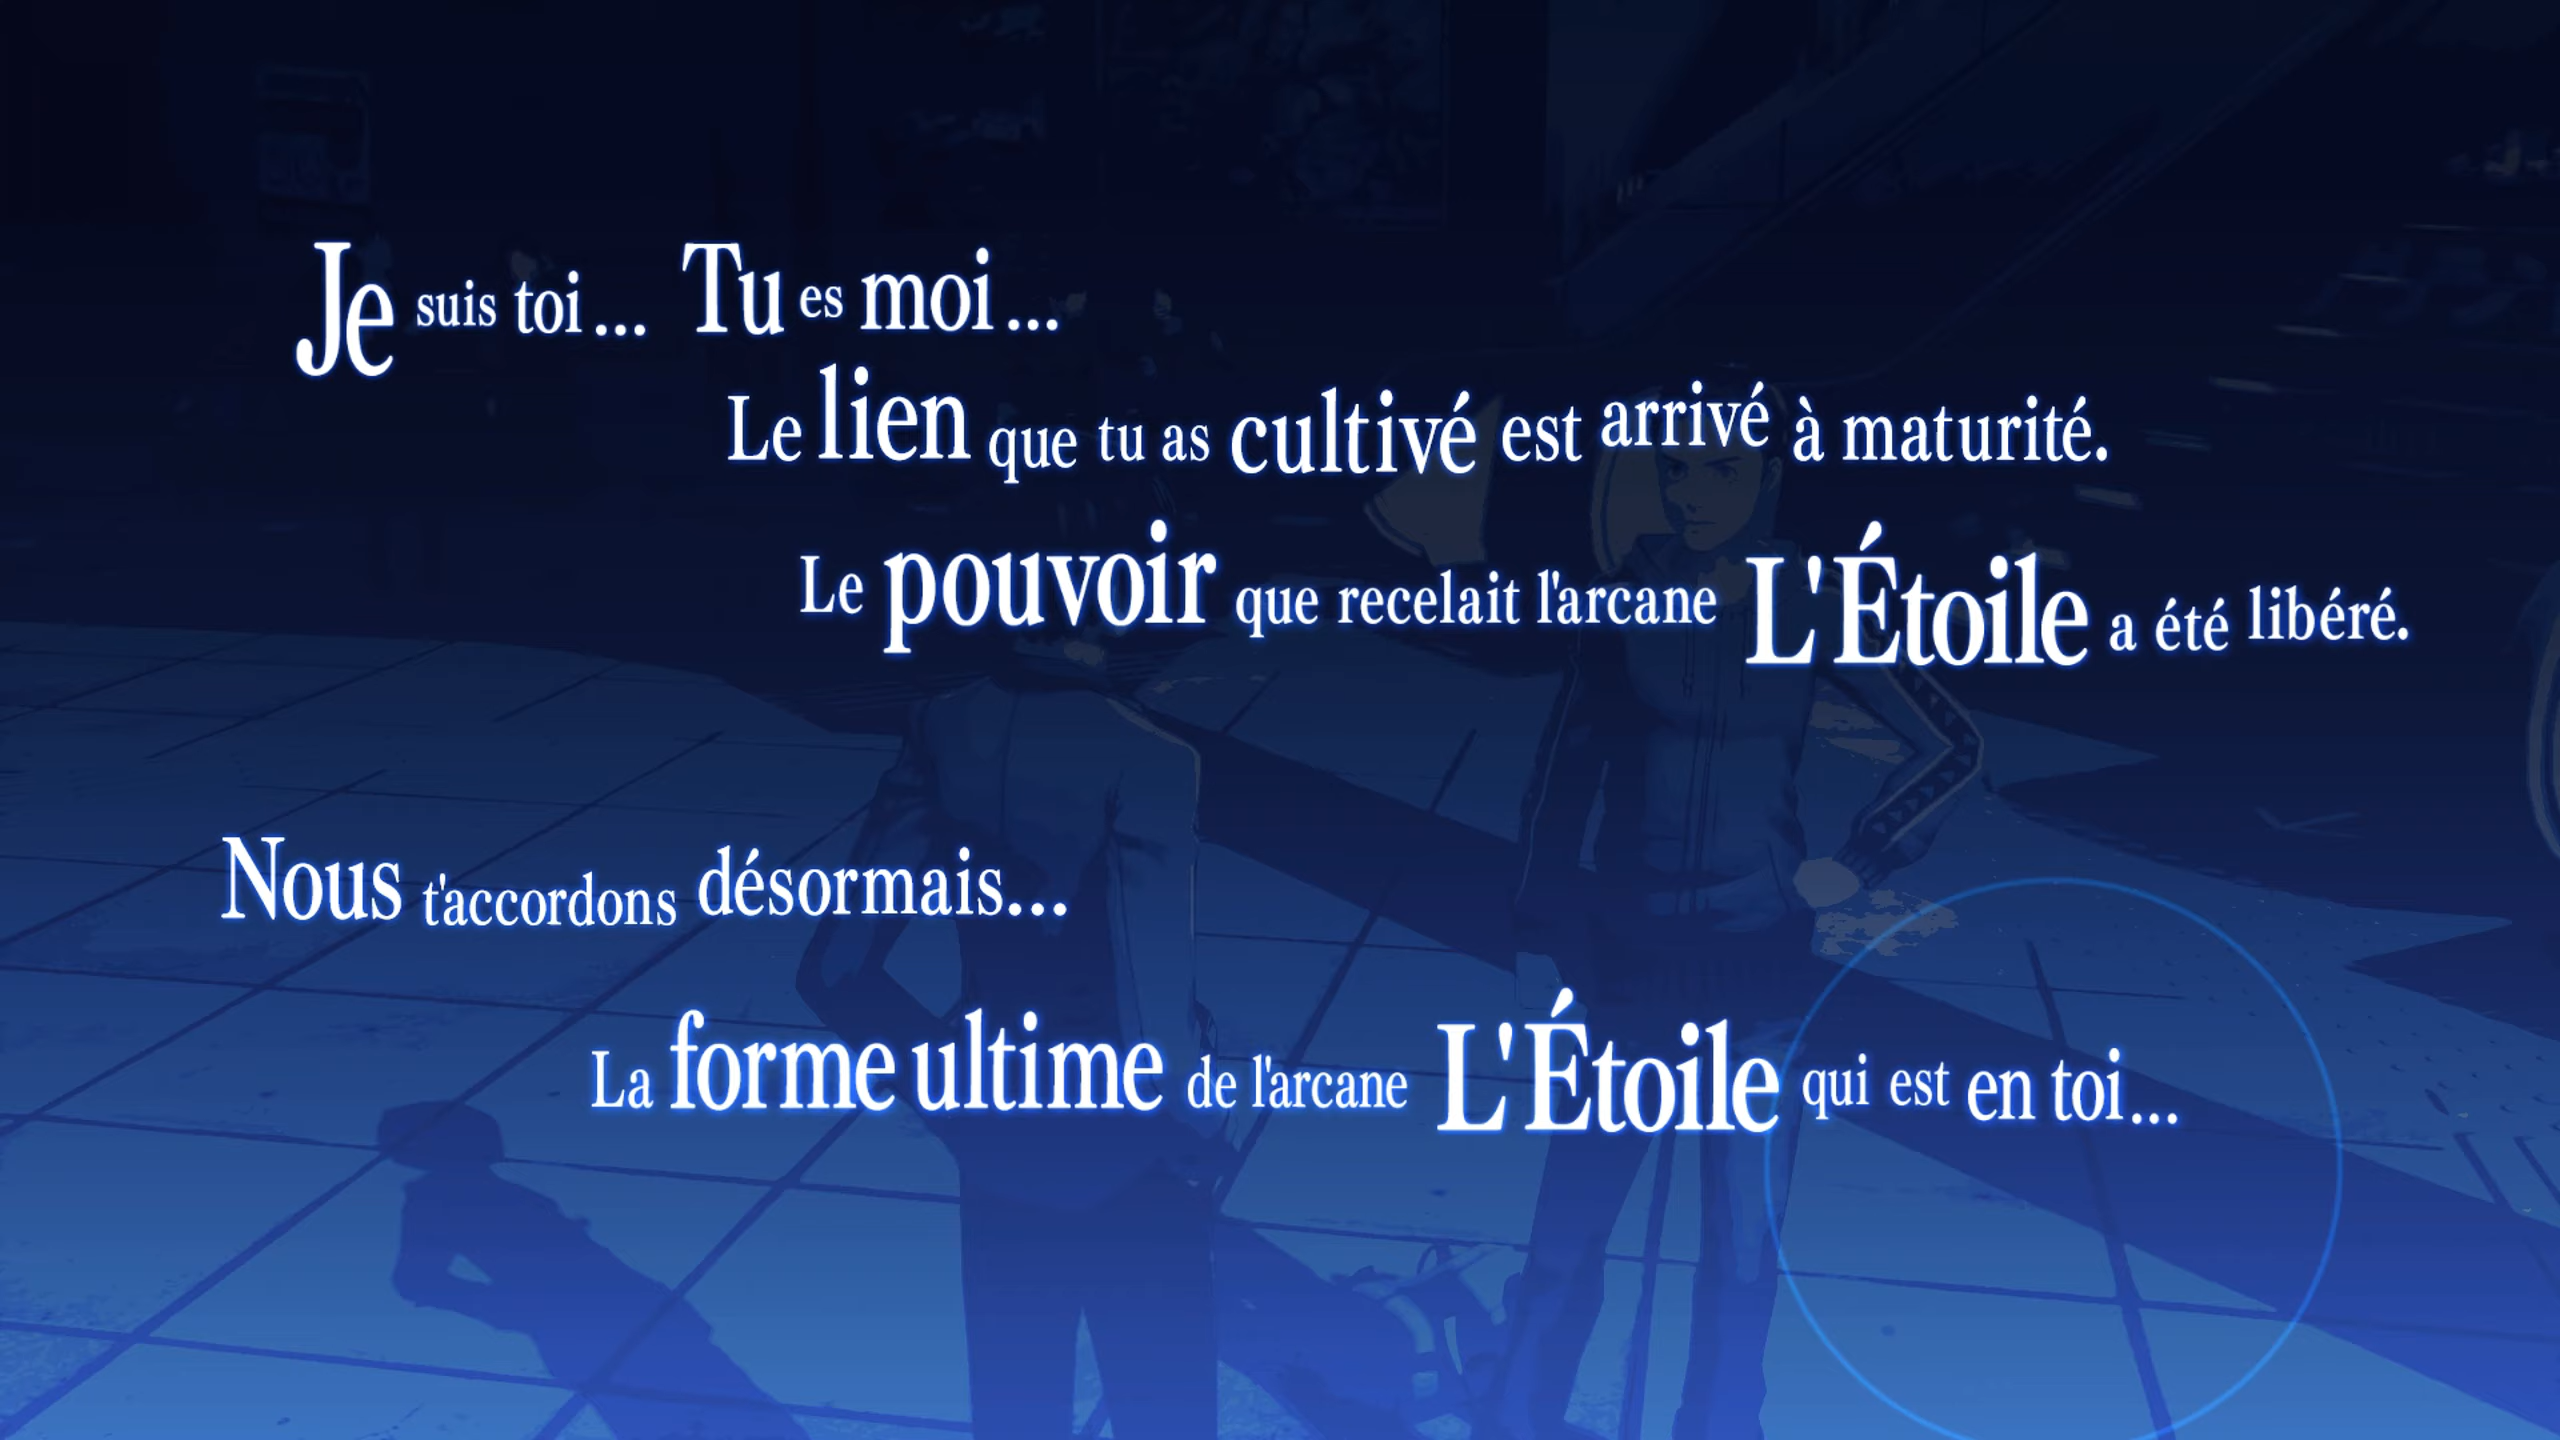 Je suis toi... Tu es moi...
Le lien que tu as cultivé est arrivé à maturité.
Le pouvoir que recelait l'arcane L'Étoile a été libéré.
Nous t'accordons désormais...
La forme ultime de l'arcane L'Étoile qui est en toi...